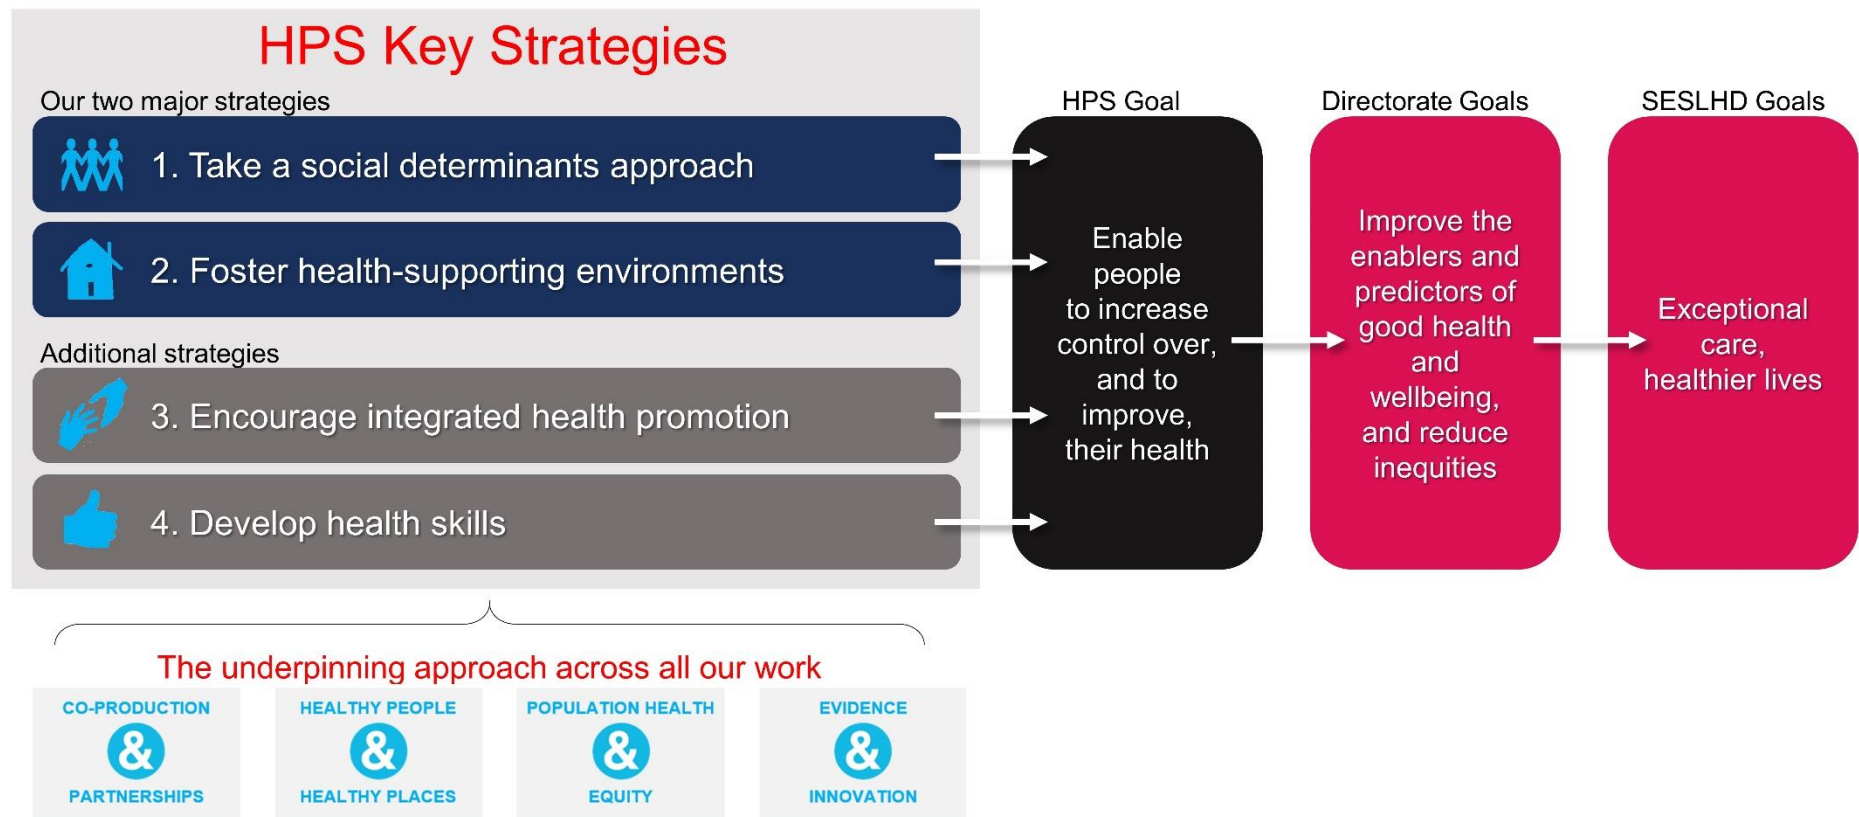 HPS Key Strategies
Our two major strategies
1. Take a social determinants approach
2. Foster health-supporting environments
Additional strategies
3. Encourage integrated health promotion
4. Develop health skills
HPS Goal
Enable
people
to increase
control over,
and to
improve,
their health
Directorate Goals
Improve the
enablers and
predictors of
good health
and
wellbeing,
and reduce
inequities
SESLHD Goals
Exceptional
care,
healthier lives
The underpinning approach across all our work
CO-PRODUCTION
&
PARTNERSHIPS
HEALTHY PEOPLE
&
HEALTHY PLACES
POPULATION HEALTH
&
EQUITY
EVIDENCE
&
INNOVATION